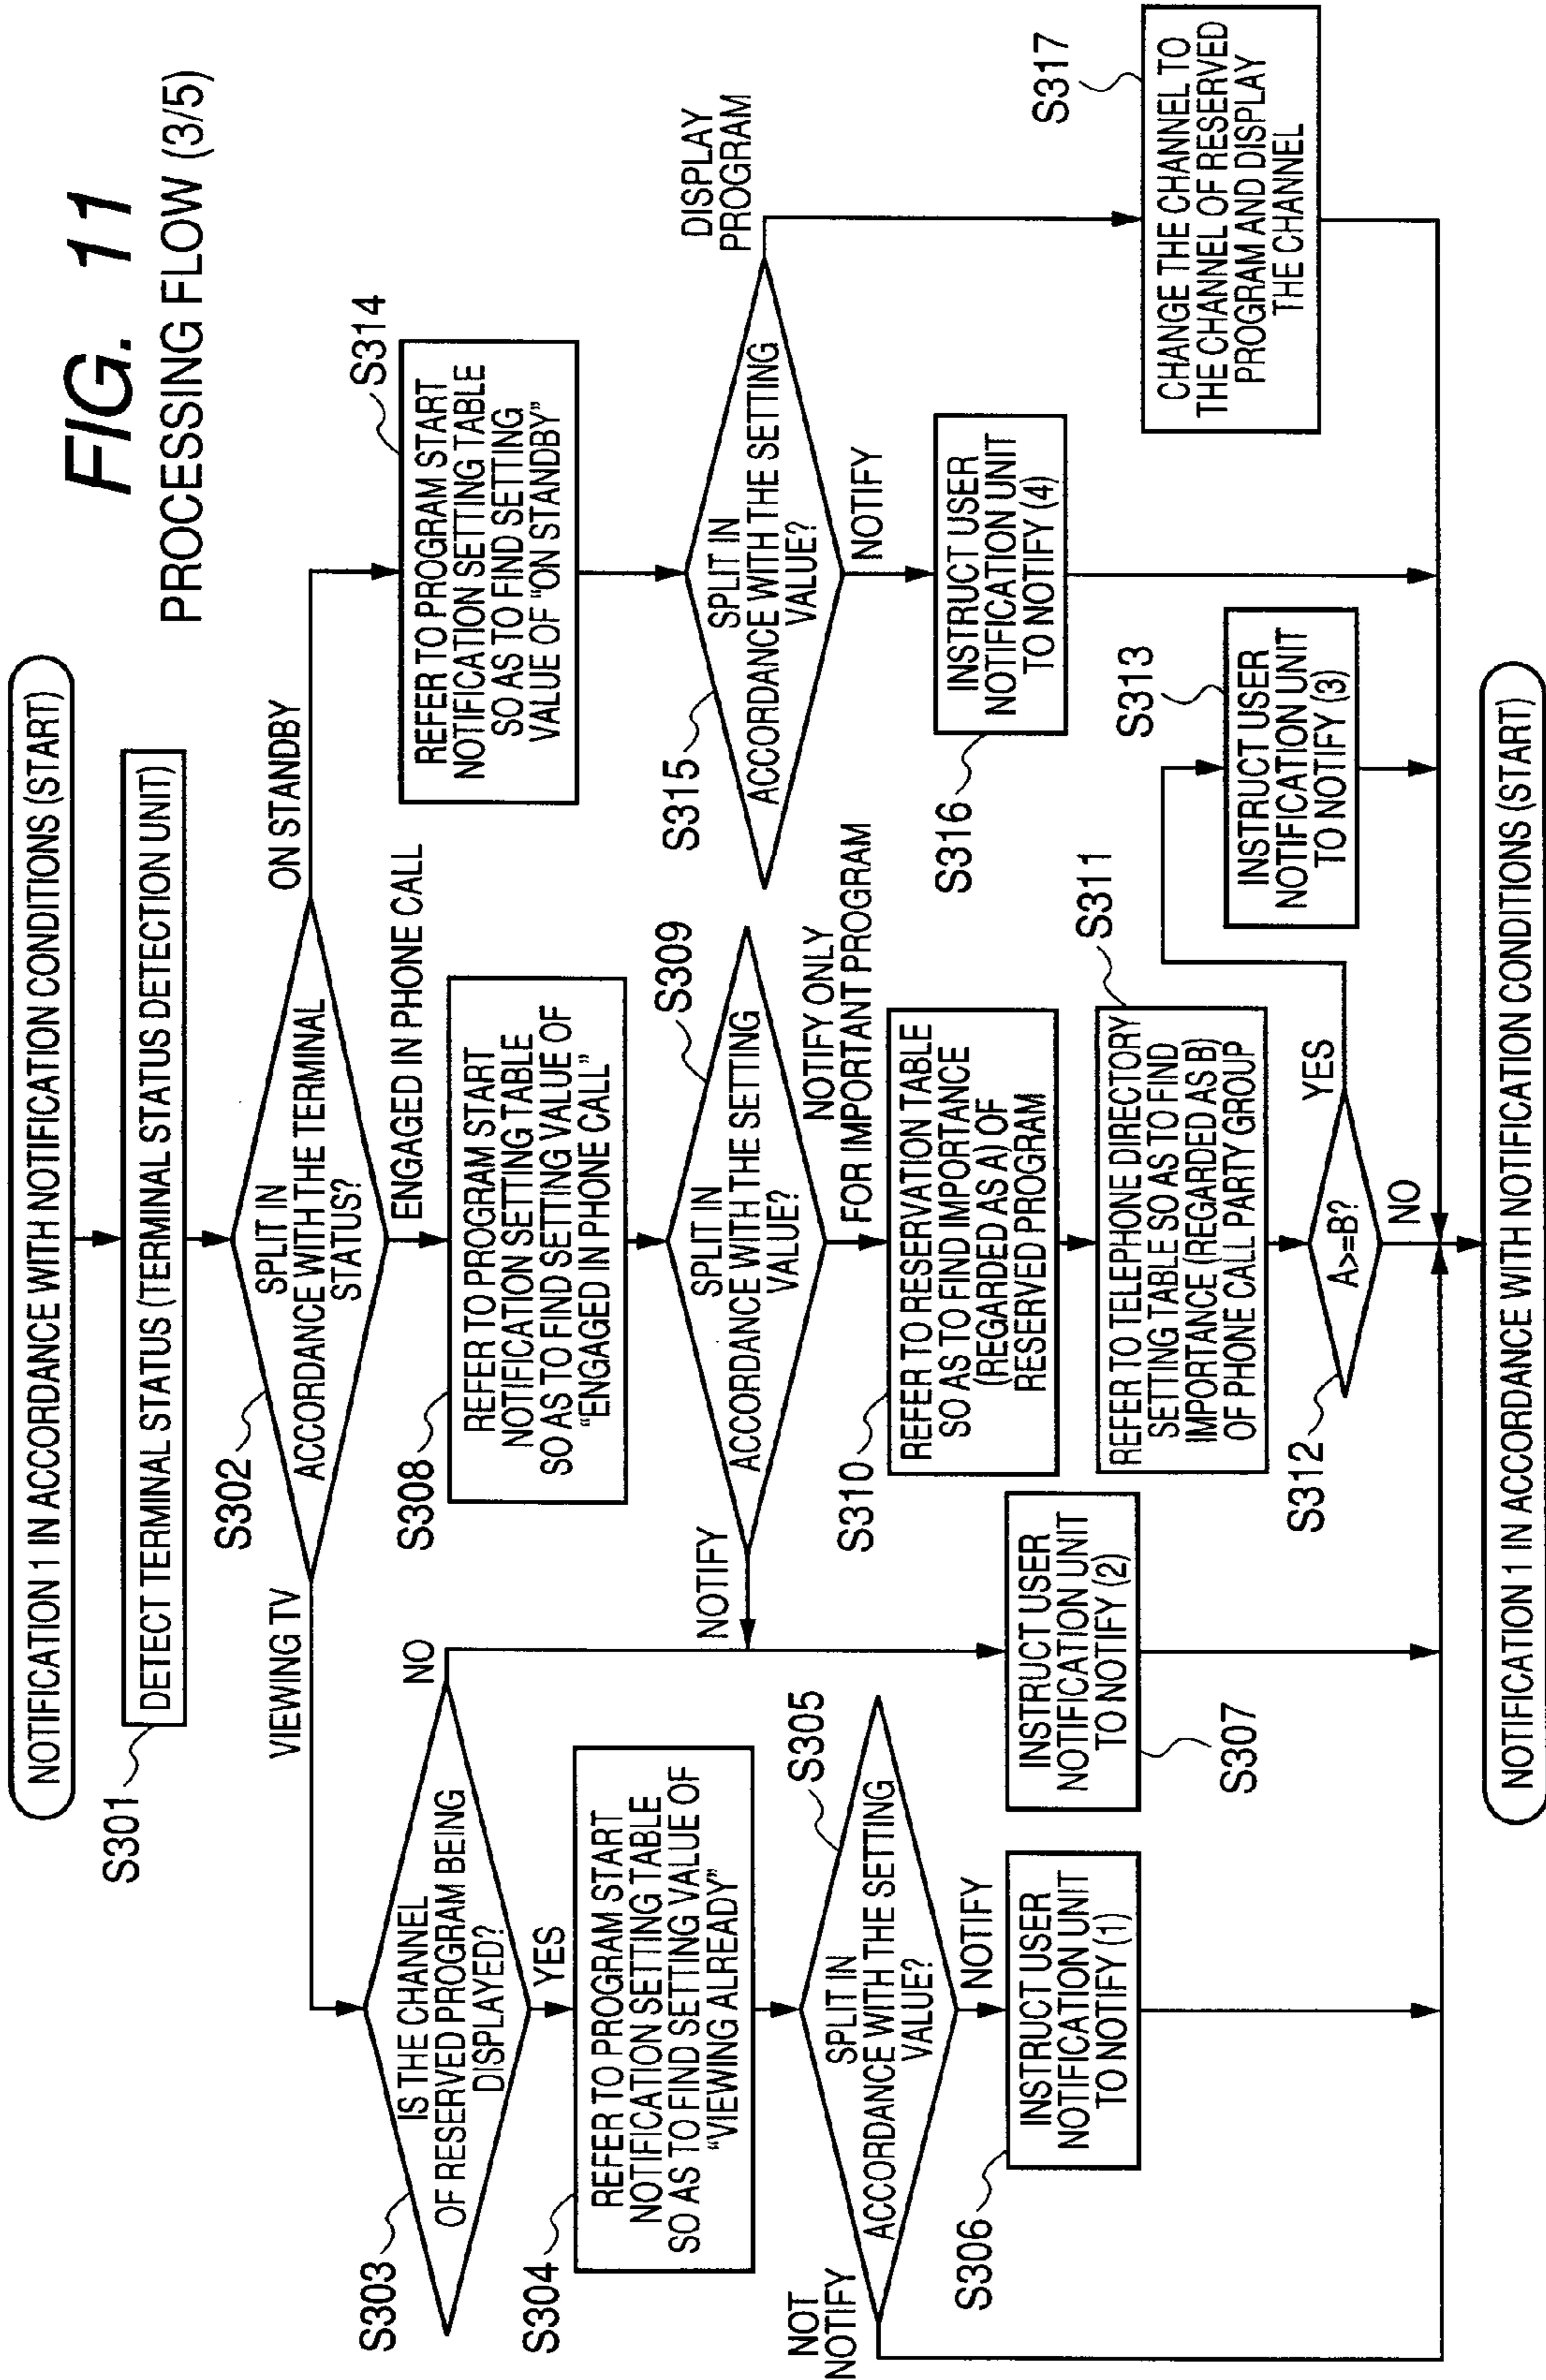 FIG. 11
PROCESSING FLOW (3/5)
NOTIFICATION 1 IN ACCORDANCE WITH NOTIFICATION CONDITIONS (START)
S301
DETECT TERMINAL STATUS (TERMINAL STATUS DETECTION UNIT)
S302
SPLIT IN
ACCORDANCE WITH THE TERMINAL
STATUS?
VIEWING TV
ENGAGED IN PHONE CALL
ON STANDBY
S303
IS THE CHANNEL
OF RESERVED PROGRAM BEING
DISPLAYED?
NO
YES
S304
REFER TO PROGRAM START
NOTIFICATION SETTING TABLE
SO AS TO FIND SETTING VALUE OF
"VIEWING ALREADY"
S305
SPLIT IN
ACCORDANCE WITH THE SETTING
VALUE?
NOT
NOTIFY
NOTIFY
S306
INSTRUCT USER
NOTIFICATION UNIT
TO NOTIFY (1)
INSTRUCT USER
NOTIFICATION UNIT
TO NOTIFY (2)
S307
S308
REFER TO PROGRAM START
NOTIFICATION SETTING TABLE
SO AS TO FIND SETTING VALUE OF
"ENGAGED IN PHONE CALL"
S309
SPLIT IN
ACCORDANCE WITH THE SETTING
VALUE?
NOTIFY
NOTIFY ONLY
FOR IMPORTANT PROGRAM
S310
REFER TO RESERVATION TABLE
SO AS TO FIND IMPORTANCE
(REGARDED AS A) OF
RESERVED PROGRAM
S311
REFER TO TELEPHONE DIRECTORY
SETTING TABLE SO AS TO FIND
IMPORTANCE (REGARDED AS B)
OF PHONE CALL PARTY GROUP
S312
A>=B?
YES
NO
S313
INSTRUCT USER
NOTIFICATION UNIT
TO NOTIFY (3)
S314
REFER TO PROGRAM START
NOTIFICATION SETTING TABLE
SO AS TO FIND SETTING
VALUE OF "ON STANDBY"
S315
SPLIT IN
ACCORDANCE WITH THE SETTING
VALUE?
NOTIFY
DISPLAY
PROGRAM
S316
INSTRUCT USER
NOTIFICATION UNIT
TO NOTIFY (4)
S317
CHANGE THE CHANNEL TO
THE CHANNEL OF RESERVED
PROGRAM AND DISPLAY
THE CHANNEL
NOTIFICATION 1 IN ACCORDANCE WITH NOTIFICATION CONDITIONS (START)